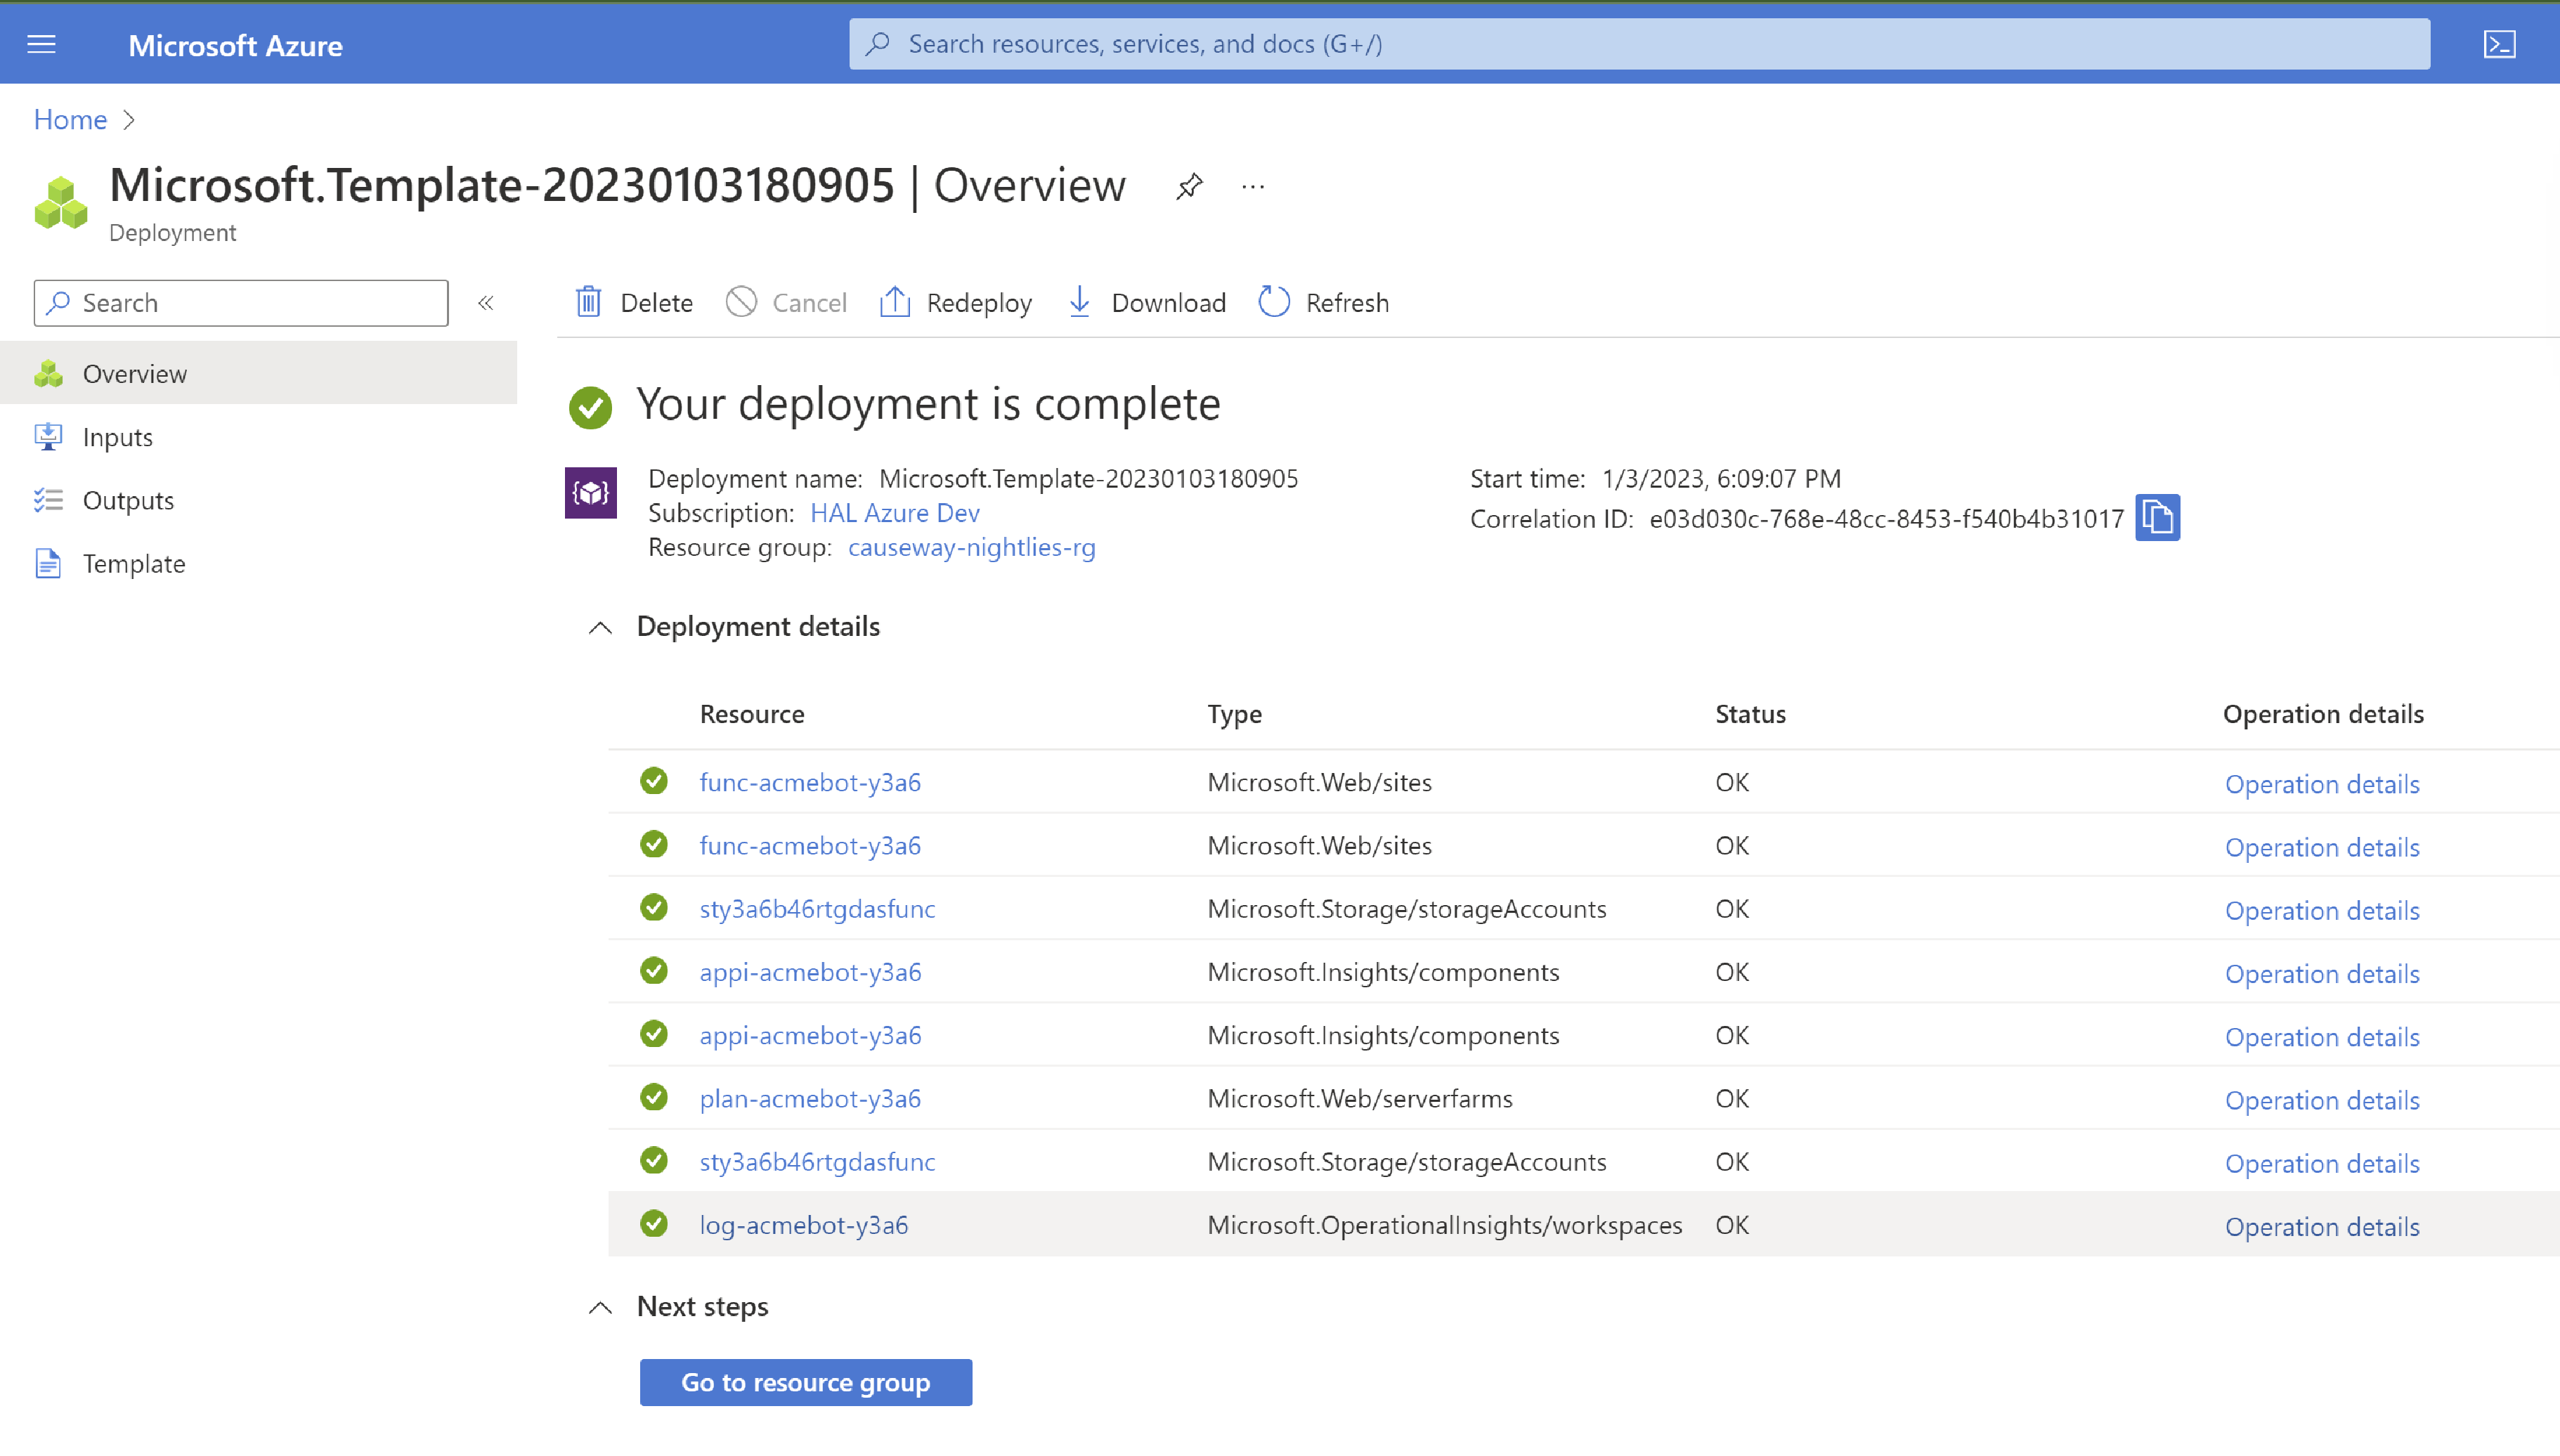 Microsoft Azure
Search resources, services, and docs (G+/)
Home
Microsoft.Template-20230103180905 | Overview
Deployment
Search
Overview
Inputs
Outputs
Template
Delete Cancel Redeploy Download Refresh
Your deployment is complete
Deployment name: Microsoft.Template-20230103180905
Subscription: HAL Azure Dev
Resource group: causeway-nightlies-rg
Start time: 1/3/2023, 6:09:07 PM
Correlation ID: e03d030c-768e-48cc-8453-f540b4b31017
Deployment details
Resource Type Status Operation details
func-acmebot-y3a6 Microsoft.Web/sites OK Operation details
func-acmebot-y3a6 Microsoft.Web/sites OK Operation details
sty3a6b46rtgdasfunc Microsoft.Storage/storageAccounts OK Operation details
appi-acmebot-y3a6 Microsoft.Insights/components OK Operation details
appi-acmebot-y3a6 Microsoft.Insights/components OK Operation details
plan-acmebot-y3a6 Microsoft.Web/serverfarms OK Operation details
sty3a6b46rtgdasfunc Microsoft.Storage/storageAccounts OK Operation details
log-acmebot-y3a6 Microsoft.OperationalInsights/workspaces OK Operation details
Next steps
Go to resource group